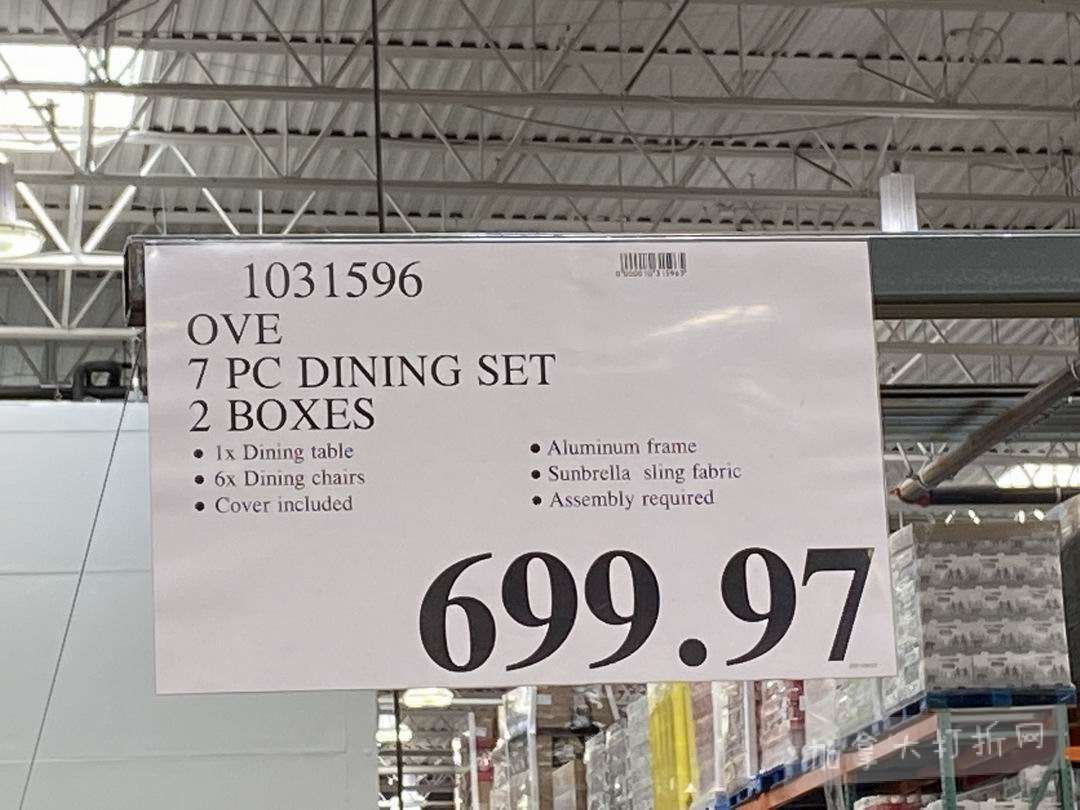 1031596
OVE
7 PC DINING SET
2 BOXES
• 1x Dining table
• 6x Dining chairs
• Cover included
• Aluminum frame
• Sunbrella sling fabric
• Assembly required
699.97
加拿大打折网